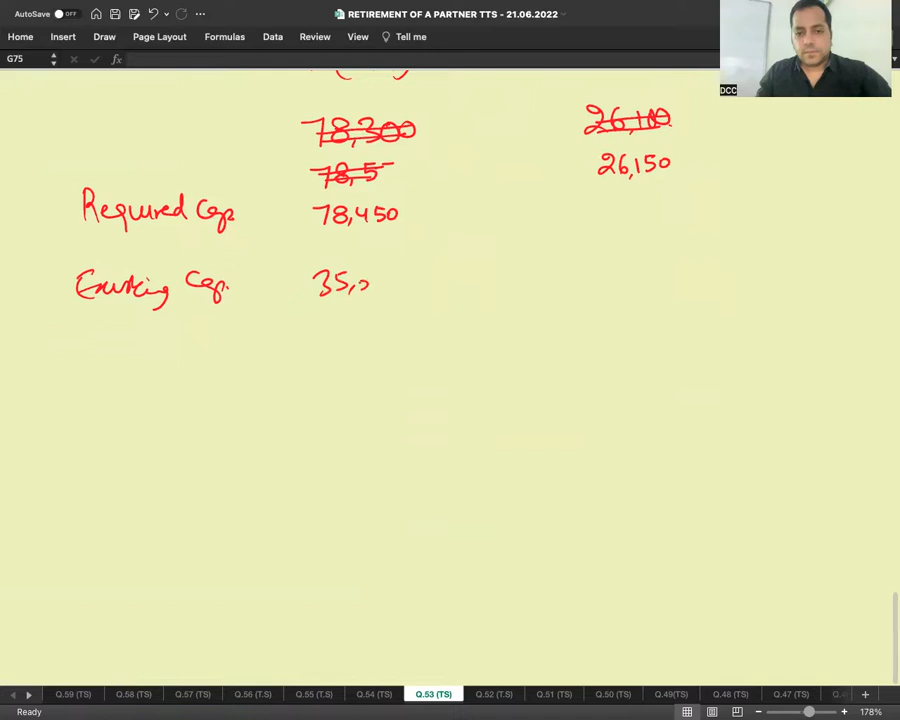 AutoSave OFF RETIREMENT OF A PARTNER TTS - 21.06.2022
Home Insert Draw Page Layout Formulas Data Review View Tell me
G75 fx
DCC
78,300 26,100
78,5 26,150
Required Cap. 78,450
Existing Cap. 35,
Q.59 (TS) Q.58 (TS) Q.57 (TS) Q.56 (T.S) Q.55 (T.S) Q.54 (TS) Q.53 (TS) Q.52 (T.S) Q.51 (TS) Q.50 (TS) Q.49(TS) Q.48 (TS) Q.47 (TS)
Ready 178%